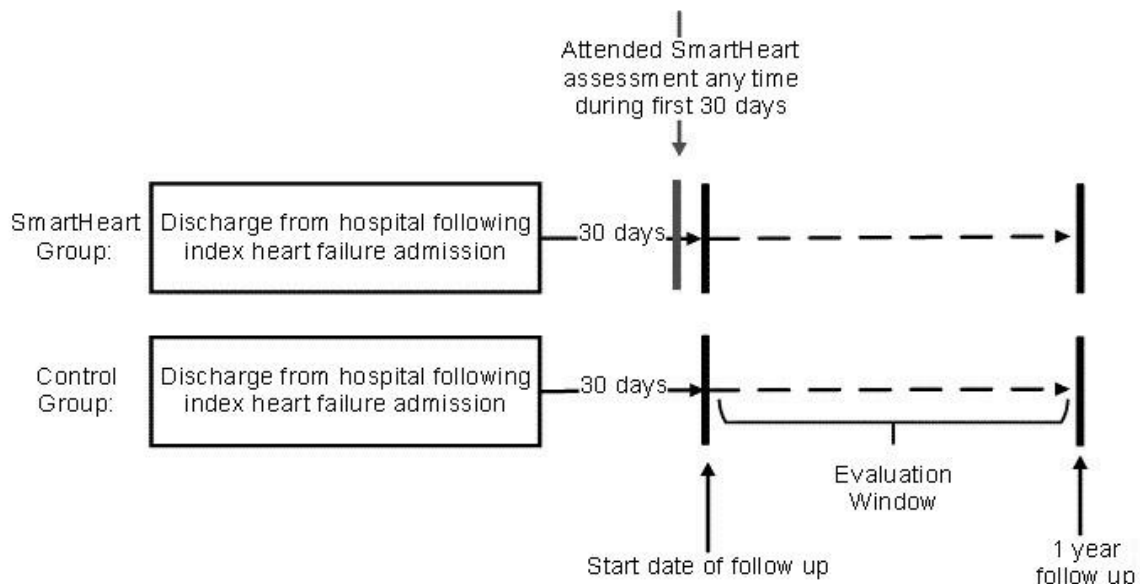 Attended SmartHeart
assessment any time
during first 30 days
SmartHeart
Group:
Discharge from hospital following
index heart failure admission
30 days
Control
Group:
Discharge from hospital following
index heart failure admission
30 days
Evaluation
Window
Start date of follow up
1 year
follow up